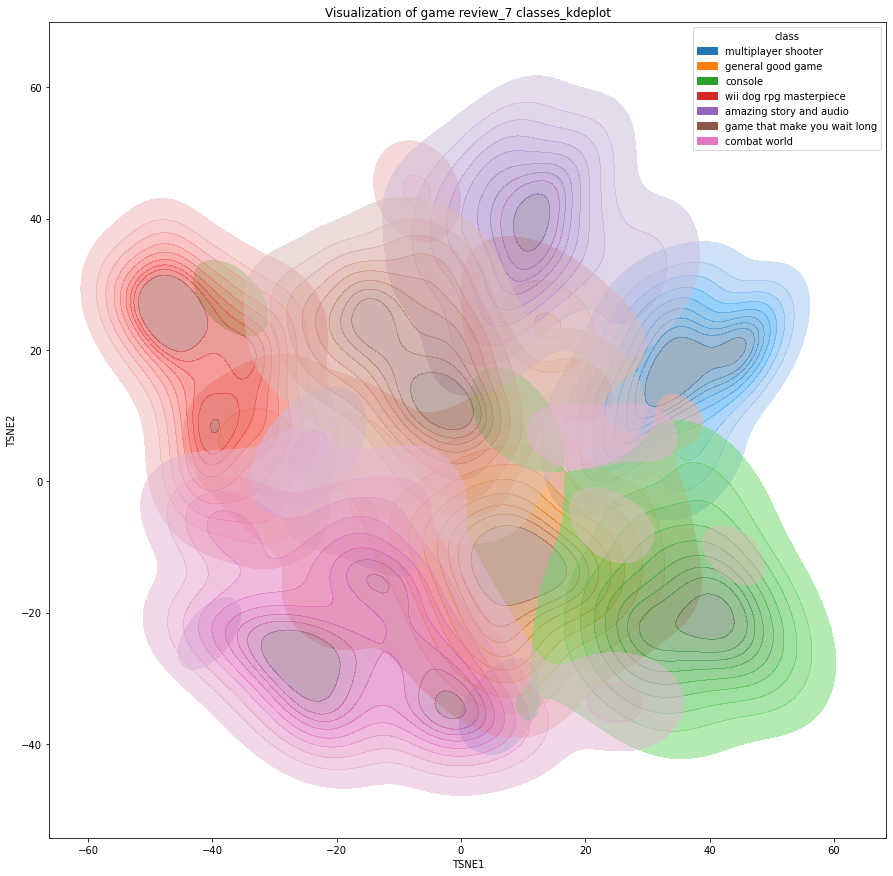 Visualization of game review_7 classes_kdeplot
class
multiplayer shooter
general good game
console
wii dog rpg masterpiece
amazing story and audio
game that make you wait long
combat world
60
40
20
0
−20
−40
TSNE2
−60 −40 −20 0 20 40 60
TSNE1